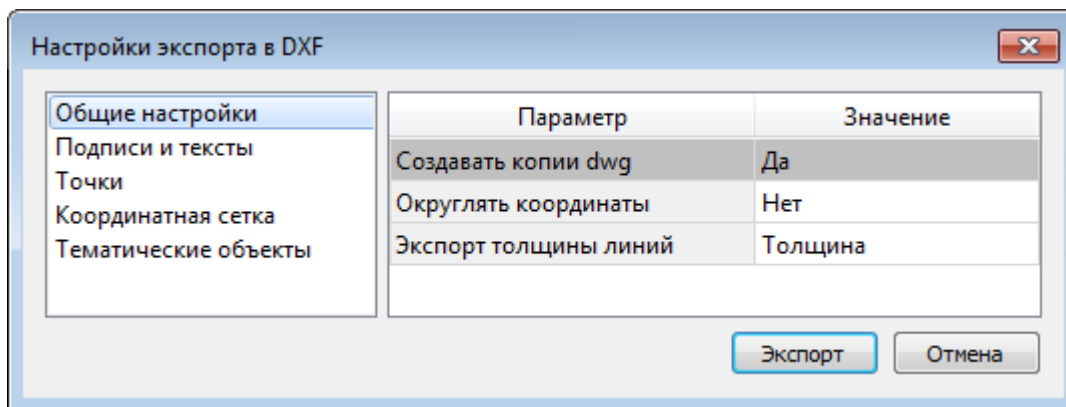 Настройки экспорта в DXF
Общие настройки
Подписи и тексты
Точки
Координатная сетка
Тематические объекты
Параметр Значение
Создавать копии dwg Да
Округлять координаты Нет
Экспорт толщины линий Толщина
Экспорт Отмена